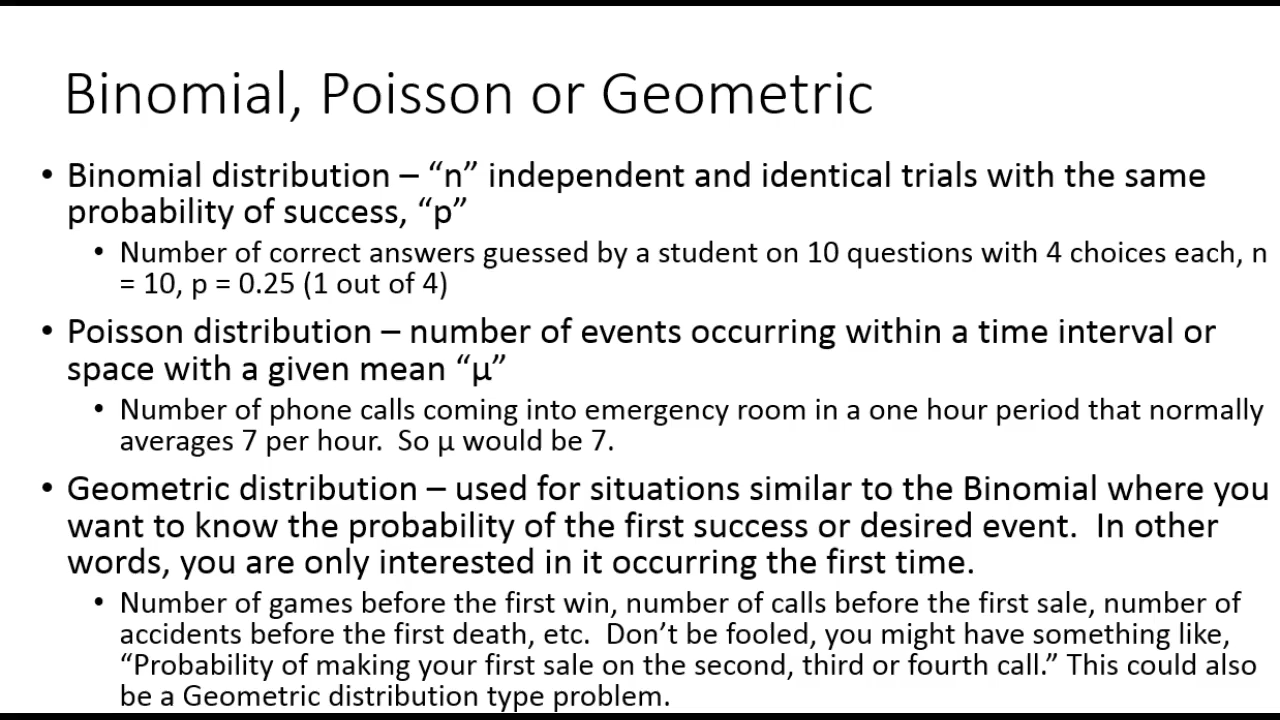 Binomial, Poisson or Geometric
• Binomial distribution – “n” independent and identical trials with the same
probability of success, “p”
• Number of correct answers guessed by a student on 10 questions with 4 choices each, n
= 10, p = 0.25 (1 out of 4)
• Poisson distribution – number of events occurring within a time interval or
space with a given mean “µ”
• Number of phone calls coming into emergency room in a one hour period that normally
averages 7 per hour.  So µ would be 7.
• Geometric distribution – used for situations similar to the Binomial where you
want to know the probability of the first success or desired event.  In other
words, you are only interested in it occurring the first time.
• Number of games before the first win, number of calls before the first sale, number of
accidents before the first death, etc.  Don’t be fooled, you might have something like,
“Probability of making your first sale on the second, third or fourth call.” This could also
be a Geometric distribution type problem.